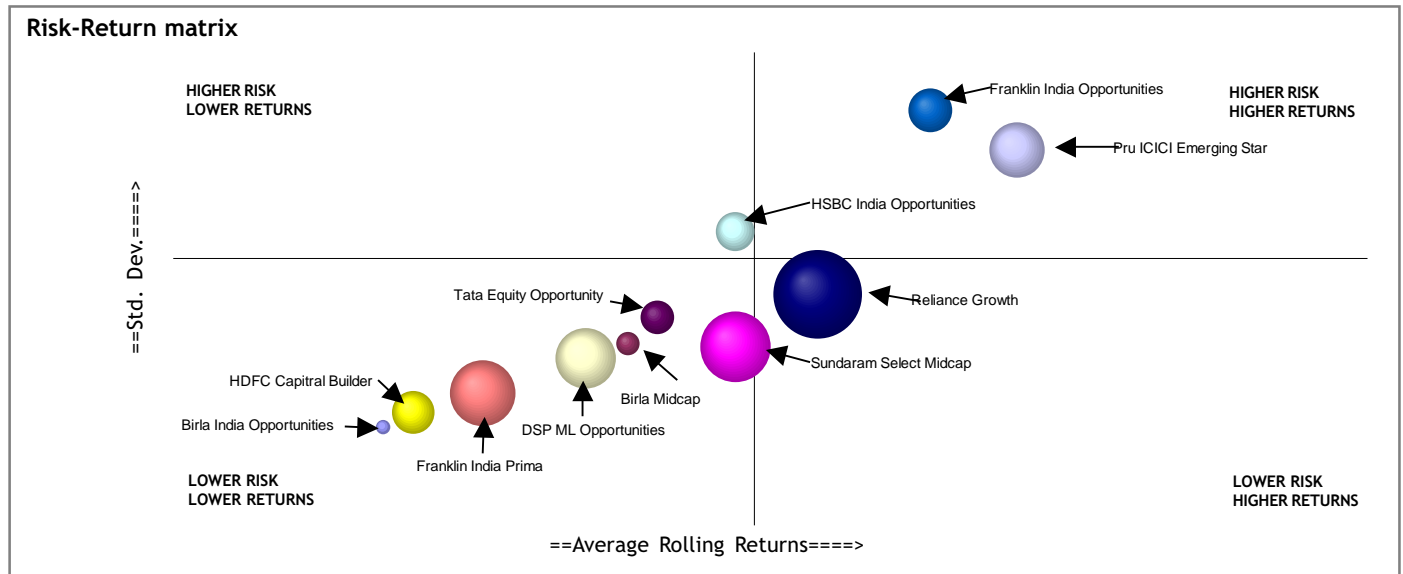 Risk-Return matrix
HIGHER RISK
LOWER RETURNS
Franklin India Opportunities
HIGHER RISK
HIGHER RETURNS
Pru ICICI Emerging Star
HSBC India Opportunities
==Std. Dev.====>
Tata Equity Opportunity
Reliance Growth
Sundaram Select Midcap
HDFC Capitral Builder
Birla Midcap
Birla India Opportunities
DSP ML Opportunities
Franklin India Prima
LOWER RISK
LOWER RETURNS
LOWER RISK
HIGHER RETURNS
==Average Rolling Returns====>